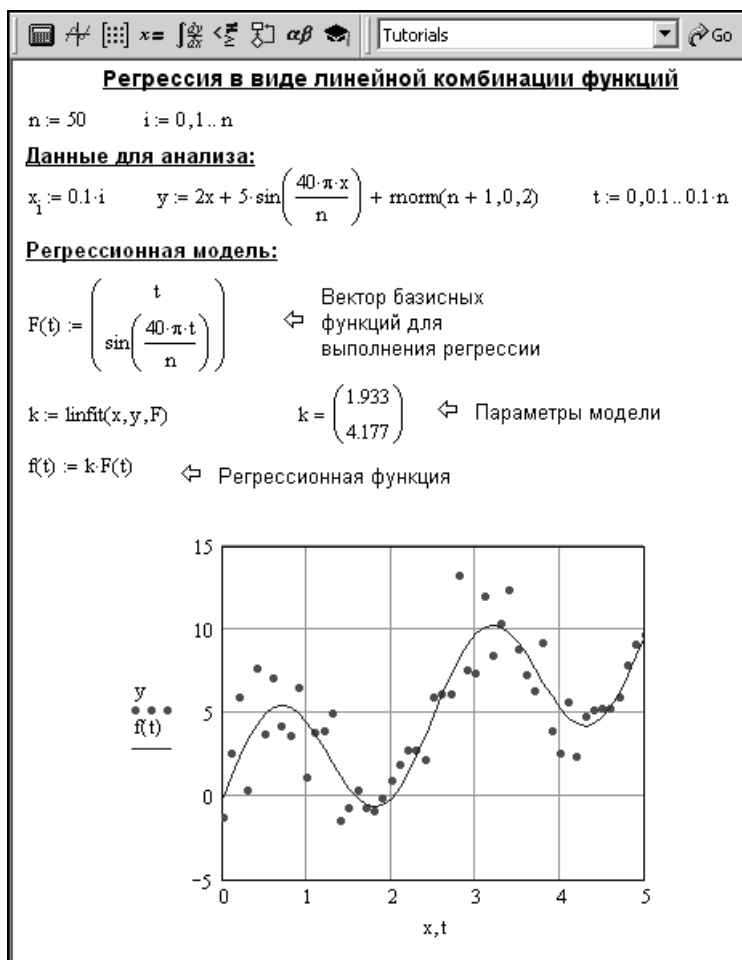 x= ∫ dy/dx <≠≥ αβ Tutorials Go
Регрессия в виде линейной комбинации функций
n := 50 i := 0,1.. n
Данные для анализа:
x_i := 0.1·i y := 2x + 5·sin(40·π·x/n) + rnorm(n + 1,0,2) t := 0,0.1.. 0.1·n
Регрессионная модель:
F(t) := (t; sin(40·π·t/n))
⇦ Вектор базисных
функций для
выполнения регрессии
k := linfit(x,y,F) k = (1.933; 4.177) ⇦ Параметры модели
f(t) := k·F(t) ⇦ Регрессионная функция
15
10
5
0
−5
y
f(t)
0 1 2 3 4 5
x,t